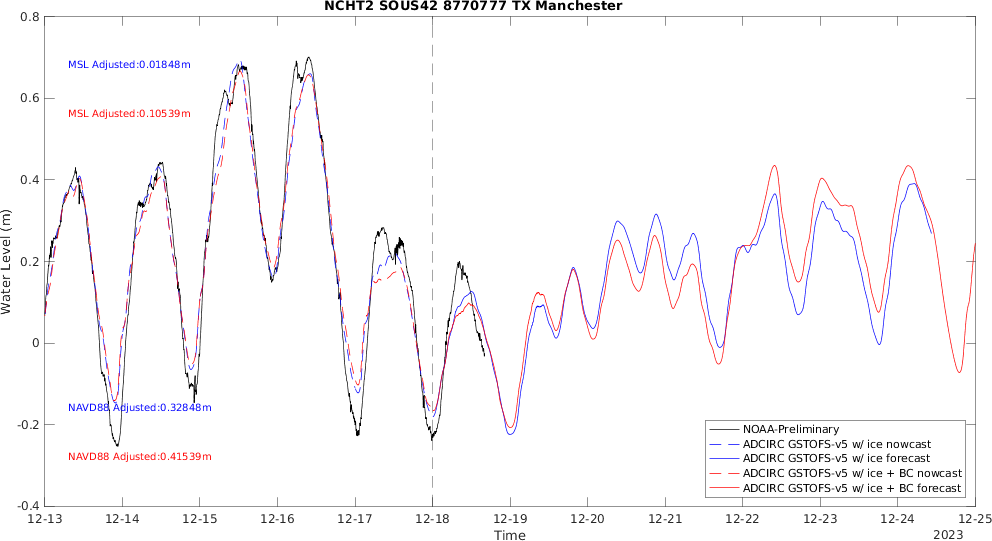 NCHT2 SOUS42 8770777 TX Manchester
0.8
0.6
0.4
0.2
0
-0.2
-0.4
Water Level (m)
MSL Adjusted:0.01848m
MSL Adjusted:0.10539m
NAVD88 Adjusted:0.32848m
NAVD88 Adjusted:0.41539m
NOAA-Preliminary
ADCIRC GSTOFS-v5 w/ ice nowcast
ADCIRC GSTOFS-v5 w/ ice forecast
ADCIRC GSTOFS-v5 w/ ice + BC nowcast
ADCIRC GSTOFS-v5 w/ ice + BC forecast
12-13 12-14 12-15 12-16 12-17 12-18 12-19 12-20 12-21 12-22 12-23 12-24 12-25
Time
2023